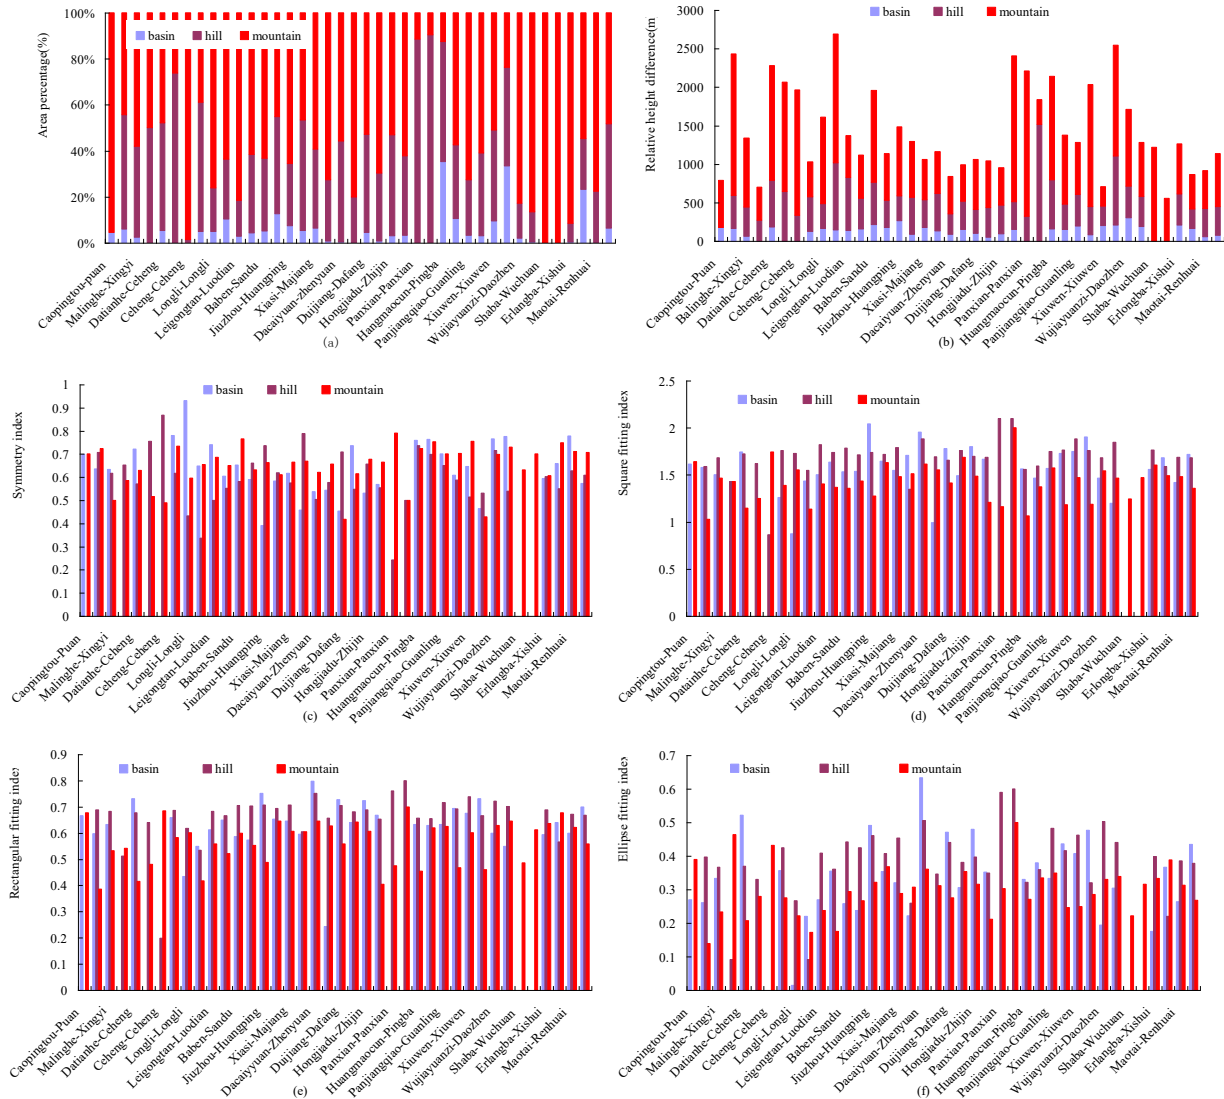 100%
80%
60%
40%
20%
0%
Area percentage(%)
basin hill mountain
Caopingtou-puan
Malinghe-Xingyi
Datianhe-Ceheng
Ceheng-Ceheng
Longli-Longli
Leigongtan-Luodian
Baben-Sandu
Jiuzhou-Huangping
Xiasi-Majiang
Dacaiyuan-zhenyuan
Duijiang-Dafang
Hongjiadu-Zhijin
Panxian-Panxian
Hangmaocun-Pingba
Panjiangqiao-Guanling
Xiuwen-Xiuwen
Wujiayuanzi-Daozhen
Shaba-Wuchuan
Erlangba-Xishui
Maotai-Renhuai
(a)
3000
2500
2000
1500
1000
500
0
Relative height difference(m
basin hill mountain
Caopingtou-Puan
Balinghe-Xingyi
Datianhe-Ceheng
Ceheng-Ceheng
Longli-Longli
Leigongtan-Luodian
Baben-Sandu
Jiuzhou-Huangping
Xiasi-Majiang
Dacaiyuan-Zhenyuan
Duijiang-Dafang
Hongjiadu-Zhijin
Panxian-Panxian
Huangmaocun-Pingba
Panjiangqiao-Guanling
Xiuwen-Xiuwen
Wujiayuanzi-Daozhen
Shaba-Wuchuan
Erlongba-Xishui
Maotai-Renhuai
(b)
1
0.9
0.8
0.7
0.6
0.5
0.4
0.3
0.2
0.1
0
Symmetry index
basin hill mountain
Caopingtou-Puan
Malinghe-Xingyi
Datianhe-Ceheng
Ceheng-Ceheng
Longli-Longli
Leigongtan-Luodian
Baben-Sandu
Jiuzhou-Huangping
Xiasi-Majiang
Dacaiyuan-Zhenyuan
Duijiang-Dafang
Hongjiadu-Zhijin
Panxian-Panxian
Huangmaocun-Pingba
Panjiangqiao-Guanling
Xiuwen-Xiuwen
Wujiayuanzi-Daozhen
Shaba-Wuchuan
Erlangba-Xishui
Maotai-Renhuai
(c)
2.5
2
1.5
1
0.5
0
Square fitting index
basin hill mountain
Caopingtou-Puan
Malinghe-Xingyi
Datainhe-Ceheng
Ceheng-Ceheng
Longli-Longli
Leigongtan-Luodian
Baben-Sandu
Jiuzhou-Huangping
Xiasi-Majiang
Dacaiyuan-Zhenyuan
Duijiang-Dafang
Hongjiadu-Zhijin
Panxian-Panxian
Hangmaocun-Pingba
Panjiangqiao-Guanling
Xiuwen-Xiuwen
Wujiayuanzi-Daozhen
Shaba-Wuchuan
Erlongba-Xishui
Maotai-Renhuai
(d)
0.9
0.8
0.7
0.6
0.5
0.4
0.3
0.2
0.1
0
Rectangular fitting index
basin hill mountain
Caopingtou-Puan
Malinghe-Xingyi
Datianhe-Ceheng
Ceheng-Ceheng
Longli-Longli
Leigongtan-Luodian
Baben-Sandu
Jiuzhou-Huangping
Xiasi-Majiang
Dacaiyuan-Zhenyuan
Duijiang-Dafang
Hongjiadu-Zhijin
Panxian-Panxian
Huangmaocun-Pingba
Panjiangqiao-Guanling
Xiuwen-Xiuwen
Wujiayuanzi-Daozhen
Shaba-Wuchuan
Erlangba-Xishui
Maotai-Renhuai
(e)
0.7
0.6
0.5
0.4
0.3
0.2
0.1
0
Ellipse fitting index
basin hill mountain
Caopingtou-Puan
Malinghe-Xingyi
Datianhe-Ceheng
Ceheng-Ceheng
Longli-Longli
Leigongtan-Luodian
Baben-Sandu
Jiuzhou-Huangping
Xiasi-Majiang
Dacaiyuan-Zhenyuan
Duijiang-Dafang
Hongjiadu-Zhijin
Panxian-Panxian
Huangmaocun-Pingba
Panjiangqiao-Guanling
Xiuwen-Xiuwen
Wujiayuanzi-Daozhen
Shaba-Wuchuan
Erlangba-Xishui
Maotai-Renhuai
(f)